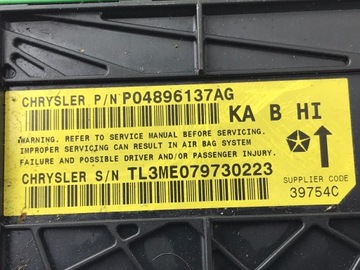 CHRYSLER P/N P04896137AG
KA B HI
WARNING. REFER TO SERVICE MANUAL BEFORE SERVICING.
IMPROPER SERVICING CAN RESULT IN AIR BAG SYSTEM
FAILURE AND POSSIBLE DRIVER AND/OR PASSENGER INJURY.
CHRYSLER S/N TL3ME079730223
SUPPLIER CODE
39754C